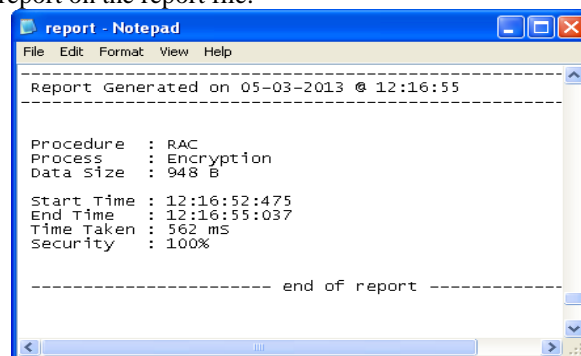 report on the report file.
report - Notepad
File Edit Format View Help
------------------------------------------------------------
Report Generated on 05-03-2013 @ 12:16:55
------------------------------------------------------------
Procedure : RAC
Process : Encryption
Data Size : 948 B
Start Time : 12:16:52:475
End Time : 12:16:55:037
Time Taken : 562 mS
Security : 100%
----------------------- end of report -------------